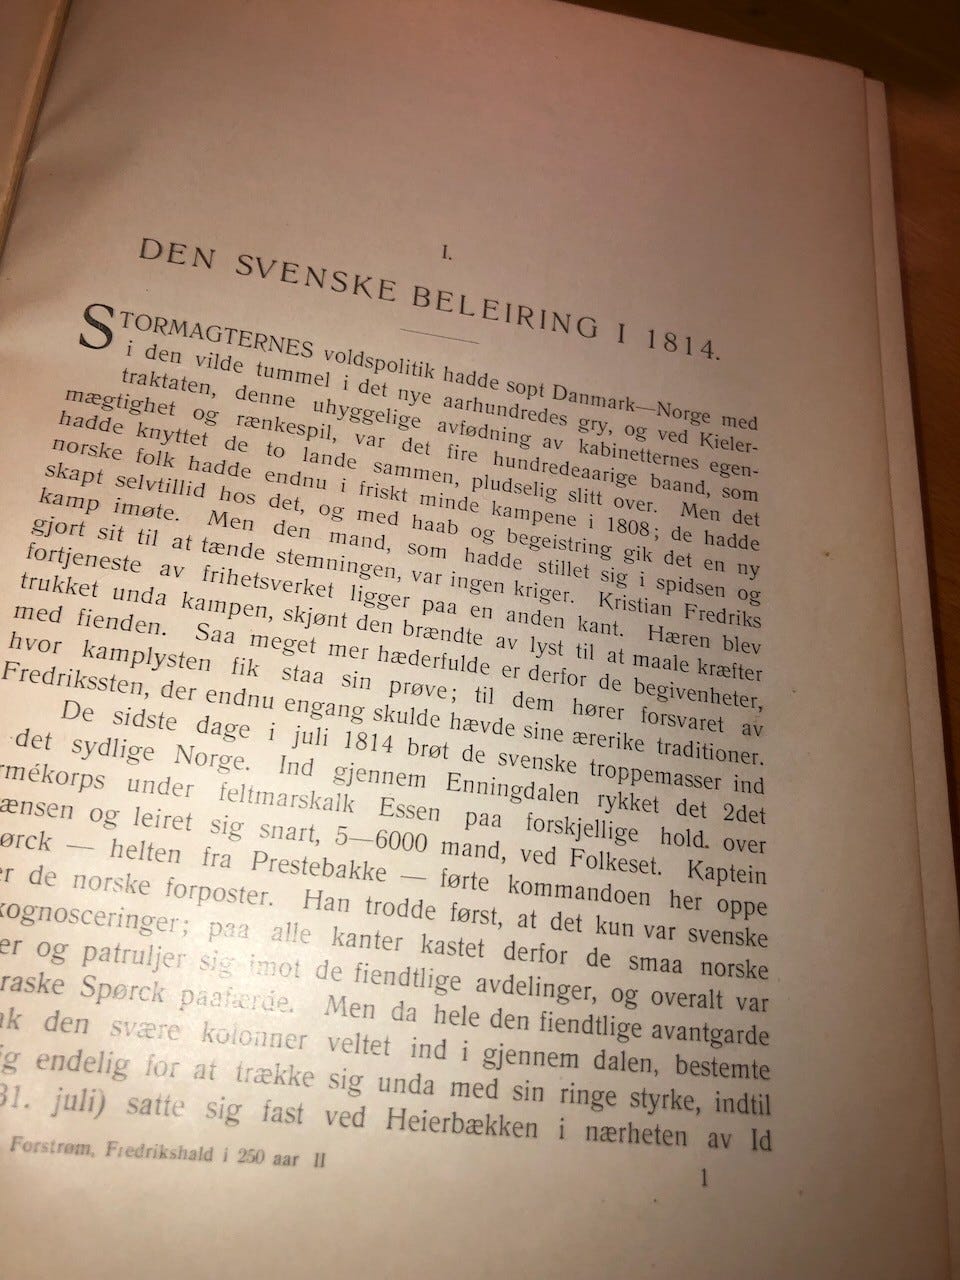 I.
DEN SVENSKE BELEIRING I 1814.
STORMAGTERNES voldspolitik hadde sopt Danmark—Norge med
i den vilde tummel i det nye aarhundredes gry, og ved Kieler-
traktaten, denne uhyggelige avfødning av kabinetternes egen-
mægtighet og rænkespil, var det fire hundredeaarige baand, som
hadde knyttet de to lande sammen, pludselig slitt over. Men det
norske folk hadde endnu i friskt minde kampene i 1808; de hadde
skapt selvtillid hos det, og med haab og begeistring gik det en ny
kamp imøte. Men den mand, som hadde stillet sig i spidsen og
gjort sit til at tænde stemningen, var ingen kriger. Kristian Fredriks
fortjeneste av frihetsverket ligger paa en anden kant. Hæren blev
trukket unda kampen, skjønt den brændte av lyst til at maale kræfter
med fienden. Saa meget mer hæderfulde er derfor de begivenheter,
hvor kamplysten fik staa sin prøve; til dem hører forsvaret av
Fredrikssten, der endnu engang skulde hævde sine ærerike traditioner.
De sidste dage i juli 1814 brøt de svenske troppemasser ind
i det sydlige Norge. Ind gjennem Enningdalen rykket det 2det
rmékorps under feltmarskalk Essen paa forskjellige hold over
ænsen og leiret sig snart, 5—6000 mand, ved Folkeset. Kaptein
ørck — helten fra Prestebakke — førte kommandoen her oppe
er de norske forposter. Han trodde først, at det kun var svenske
kognosceringer; paa alle kanter kastet derfor de smaa norske
er og patruljer sig imot de fiendtlige avdelinger, og overalt var
raske Spørck paafærde. Men da hele den fiendtlige avantgarde
den svære kolonner veltet ind i gjennem dalen, bestemte
ig endelig for at trække sig unda med sin ringe styrke, indtil
31. juli) satte sig fast ved Heierbækken i nærheten av Id
Forstrøm, Fredrikshald i 250 aar II
1